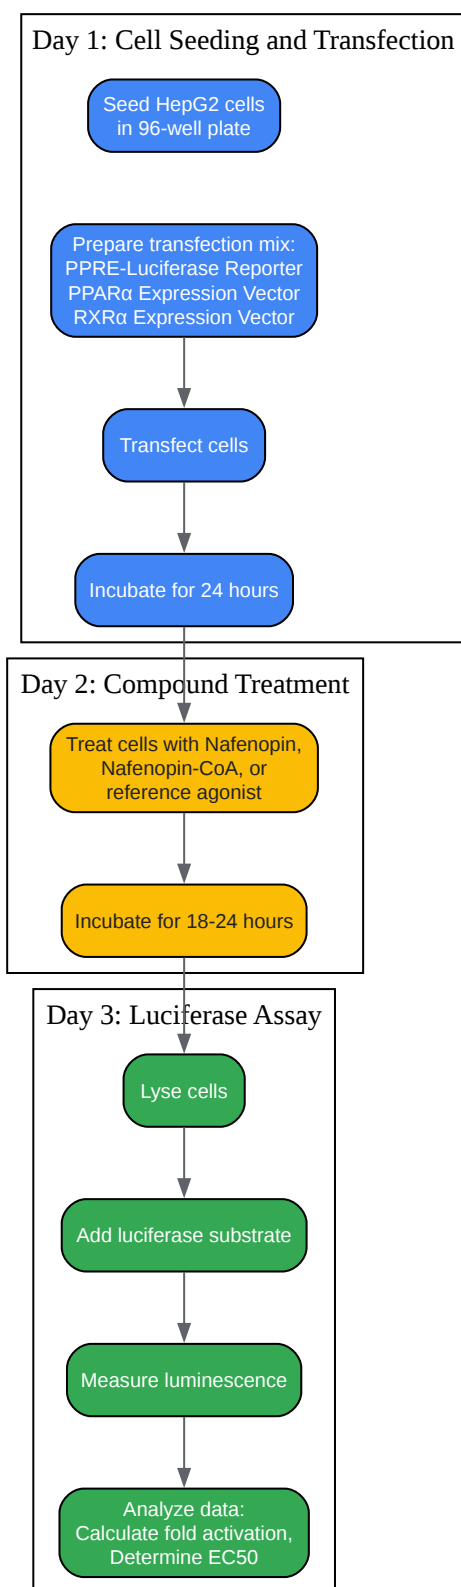 Day 1: Cell Seeding and Transfection
Seed HepG2 cells
in 96-well plate
Prepare transfection mix:
PPRE-Luciferase Reporter
PPARα Expression Vector
RXRα Expression Vector
Transfect cells
Incubate for 24 hours
Day 2: Compound Treatment
Treat cells with Nafenopin,
Nafenopin-CoA, or
reference agonist
Incubate for 18-24 hours
Day 3: Luciferase Assay
Lyse cells
Add luciferase substrate
Measure luminescence
Analyze data:
Calculate fold activation,
Determine EC50